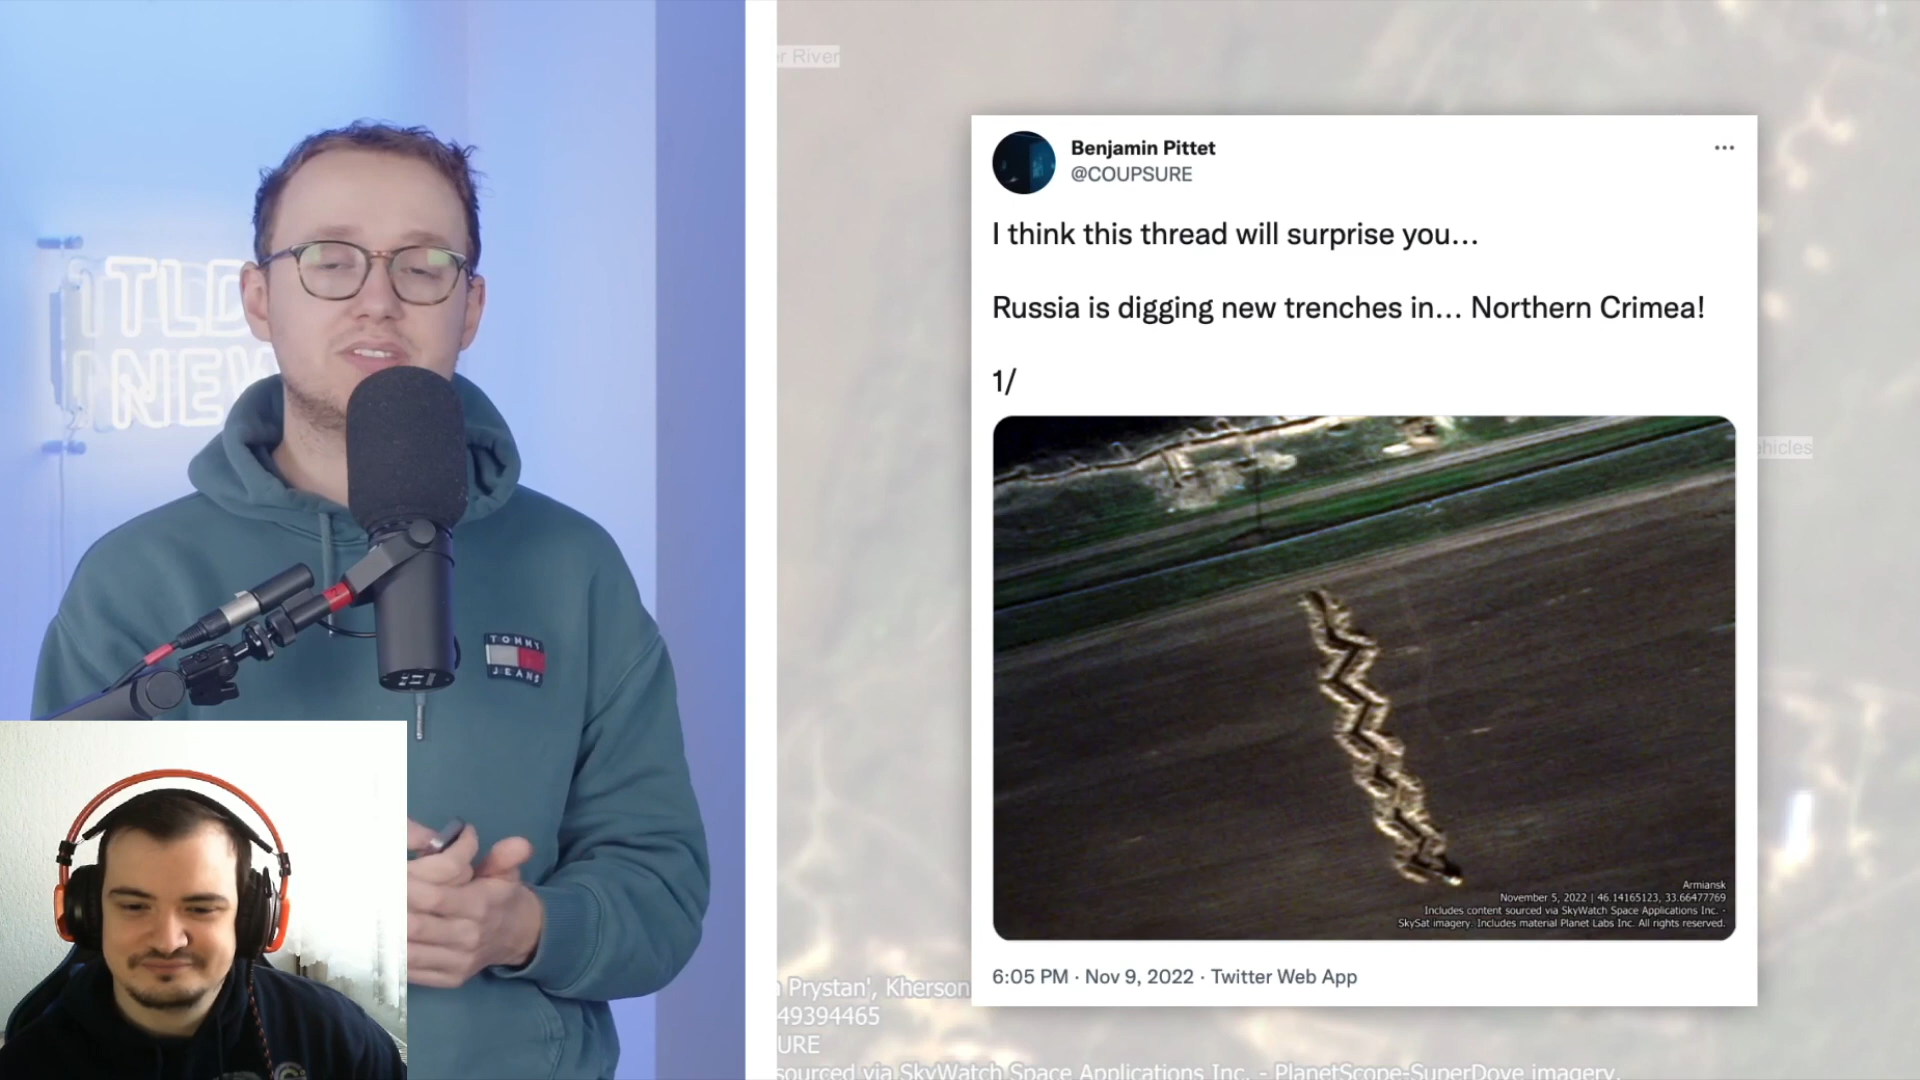 TLD
NEW
TOMMY
JEANS
River
Benjamin Pittet
@COUPSURE
I think this thread will surprise you...
Russia is digging new trenches in... Northern Crimea!
1/
Armiansk
November 5, 2022 | 46.14165123, 33.66477769
Includes content sourced via SkyWatch Space Applications Inc. -
SkySat imagery. Includes material Planet Labs Inc. All rights reserved.
6:05 PM · Nov 9, 2022 · Twitter Web App
Prystan', Kherson
49394465
URE
sourced via SkyWatch Space Applications Inc. - PlanetScope-SuperDove imagery.